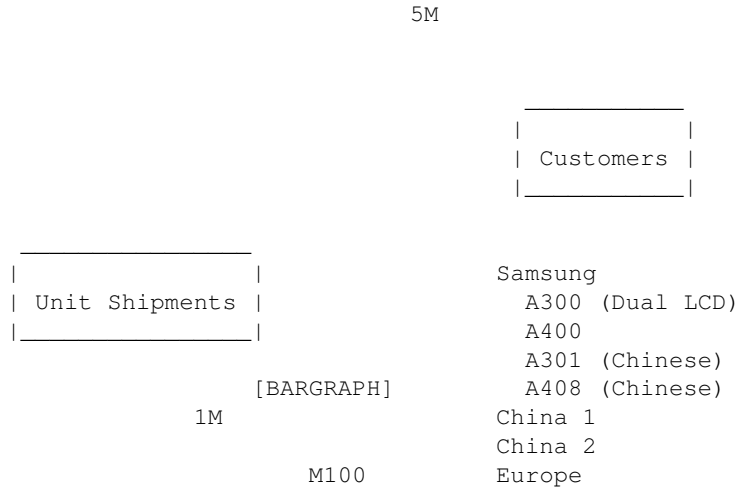 5M
Customers
Unit Shipments
Samsung
A300 (Dual LCD)
A400
A301 (Chinese)
[BARGRAPH]
A408 (Chinese)
1M
China 1
China 2
M100
Europe